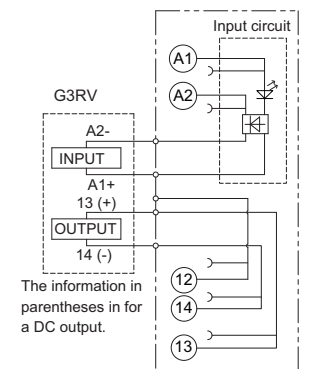 Input circuit
A1
A2
G3RV
A2-
INPUT
A1+
13 (+)
OUTPUT
14 (-)
The information in
parentheses in for
a DC output.
12
14
13